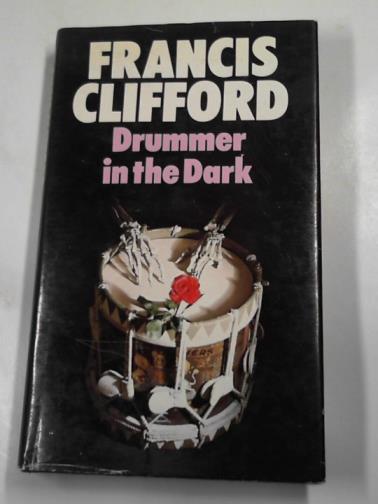 FRANCIS
CLIFFORD
Drummer
in the Dark